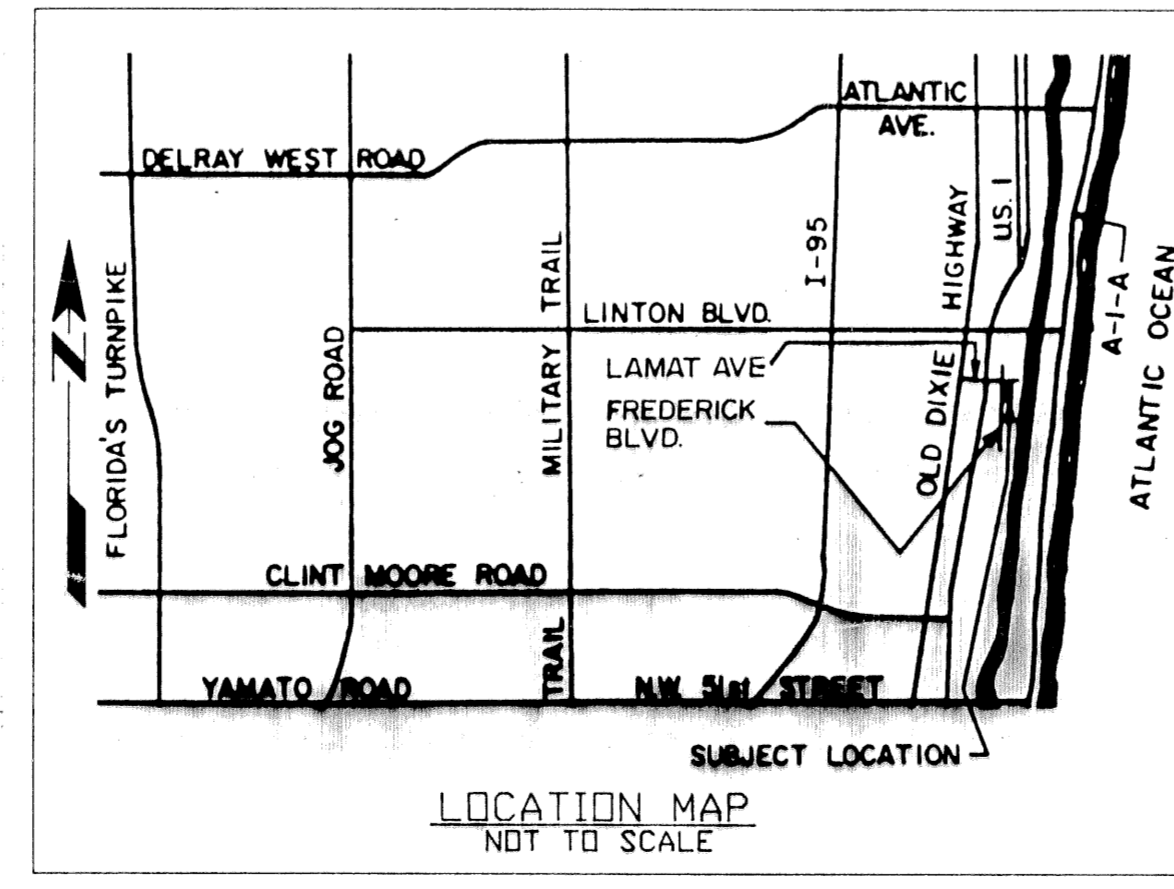 ATLANTIC
AVE.
DELRAY WEST ROAD
FLORIDA'S TURNPIKE
JOG ROAD
MILITARY TRAIL
I-95
HIGHWAY
U.S. 1
A-1-A
ATLANTIC OCEAN
LINTON BLVD.
LAMAT AVE
FREDERICK
BLVD.
OLD DIXIE
N
CLINT MOORE ROAD
TRAIL
YAMATO ROAD
N.W. 51st STREET
SUBJECT LOCATION
LOCATION MAP
NOT TO SCALE